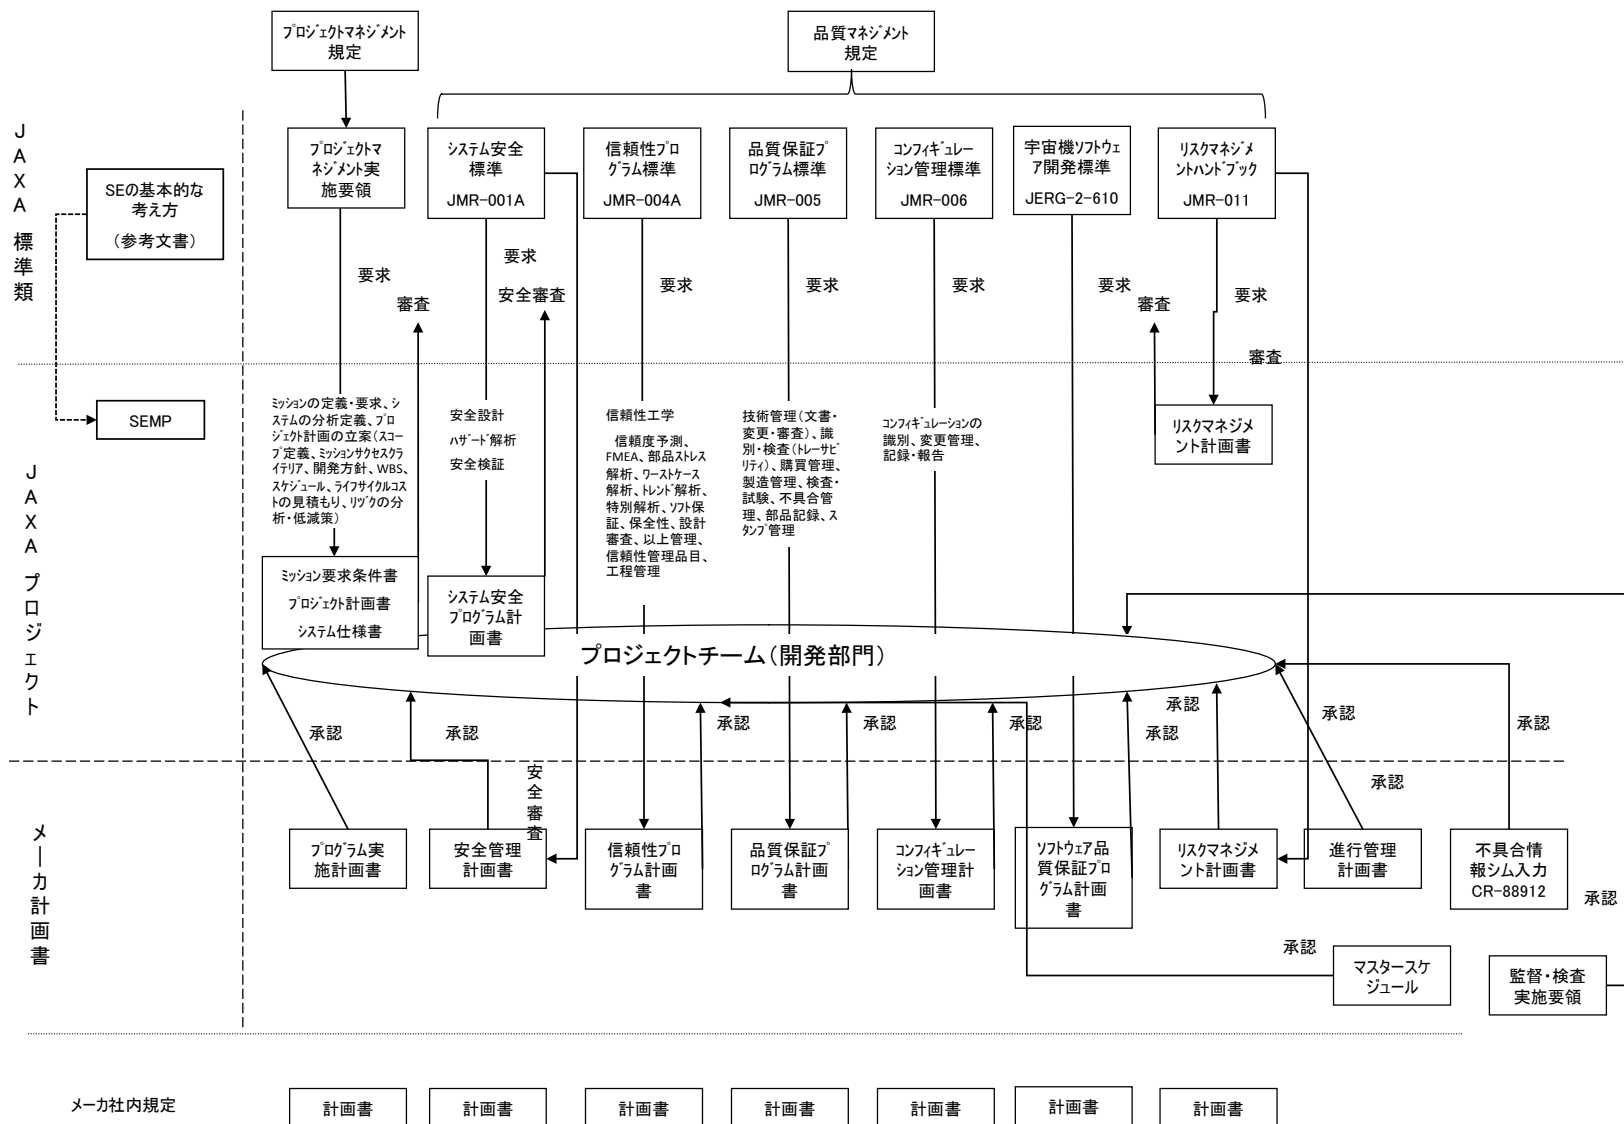 プロジェクトマネジメント
規定
品質マネジメント
規定
JAXA標準類
SEの基本的な
考え方
(参考文書)
プロジェクトマ
ネジメント実
施要領
システム安全
標準
JMR-001A
信頼性プロ
グラム標準
JMR-004A
品質保証プ
ログラム標準
JMR-005
コンフィギュレー
ション管理標準
JMR-006
宇宙機ソフトウェ
ア開発標準
JERG-2-610
リスクマネジメ
ントハンドブック
JMR-011
要求
審査
要求
安全審査
要求
要求
要求
要求
審査
要求
審査
JAXAプロジェクト
SEMP
ミッションの定義・要求、シ
ステムの分析定義、プロ
ジェクト計画の立案(スコー
プ定義、ミッションサクセスクラ
イテリア、開発方針、WBS、
スケジュール、ライフサイクルコス
トの見積もり、リヅクの分
析・低減策)
安全設計
ハザード解析
安全検証
信頼性工学
信頼度予測、
FMEA、部品ストレス
解析、ワーストケース
解析、トレンド解析、
特別解析、ソフト保
証、保全性、設計
審査、以上管理、
信頼性管理品目、
工程管理
技術管理(文書・
変更・審査)、識
別・検査(トレーサビ
リティ)、購買管理、
製造管理、検査・
試験、不具合管
理、部品記録、ス
タンプ管理
コンフィギュレーションの
識別、変更管理、
記録・報告
リスクマネジメ
ント計画書
ミッション要求条件書
プロジェクト計画書
システム仕様書
システム安全
プログラム計
画書
プロジェクトチーム(開発部門)
承認
承認
承認
承認
承認
承認
承認
承認
承認
承認
安全審査
メーカ計画書
プログラム実
施計画書
安全管理
計画書
信頼性プロ
グラム計画
書
品質保証プ
ログラム計画
書
コンフィギュレー
ション管理計
画書
ソフトウェア品
質保証プロ
グラム計画
書
リスクマネジメ
ント計画書
進行管理
計画書
不具合情
報シム入力
CR-88912
承認
承認
マスタースケ
ジュール
監督・検査
実施要領
メーカ社内規定
計画書
計画書
計画書
計画書
計画書
計画書
計画書